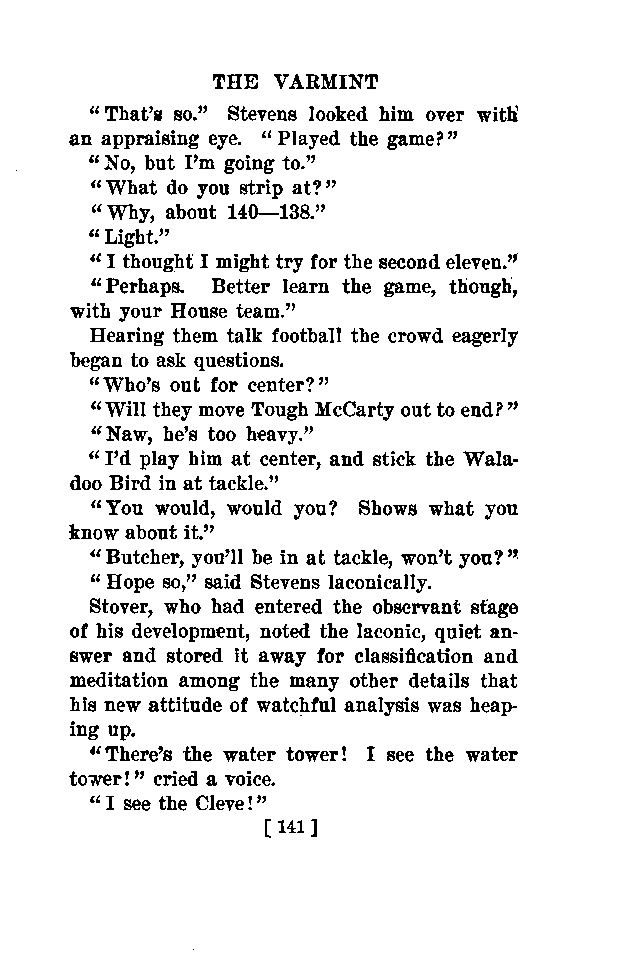 THE VARMINT
“That’s so.” Stevens looked him over with
an appraising eye. “Played the game?”
“No, but I’m going to.”
“What do you strip at?”
“Why, about 140—138.”
“Light.”
“I thought I might try for the second eleven.”
“Perhaps. Better learn the game, though,
with your House team.”
Hearing them talk football the crowd eagerly
began to ask questions.
“Who’s out for center?”
“Will they move Tough McCarty out to end?”
“Naw, he’s too heavy.”
“I’d play him at center, and stick the Wala-
doo Bird in at tackle.”
“You would, would you? Shows what you
know about it.”
“Butcher, you’ll be in at tackle, won’t you?”
“Hope so,” said Stevens laconically.
Stover, who had entered the observant stage
of his development, noted the laconic, quiet an-
swer and stored it away for classification and
meditation among the many other details that
his new attitude of watchful analysis was heap-
ing up.
“There’s the water tower! I see the water
tower!” cried a voice.
“I see the Cleve!”
[ 141 ]